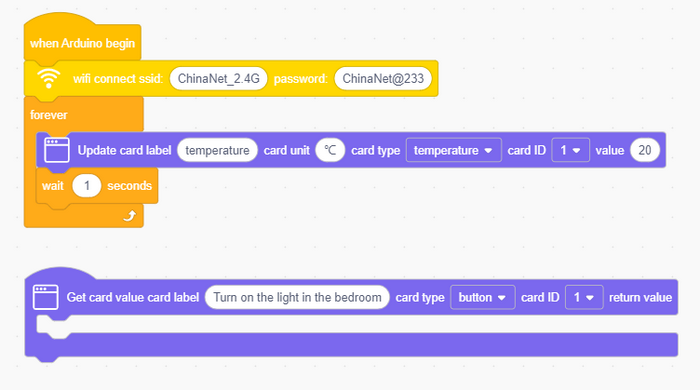 when Arduino begin
wifi connect ssid: ChinaNet_2.4G password: ChinaNet@233
forever
Update card label temperature card unit ℃ card type temperature card ID 1 value 20
wait 1 seconds
Get card value card label Turn on the light in the bedroom card type button card ID 1 return value